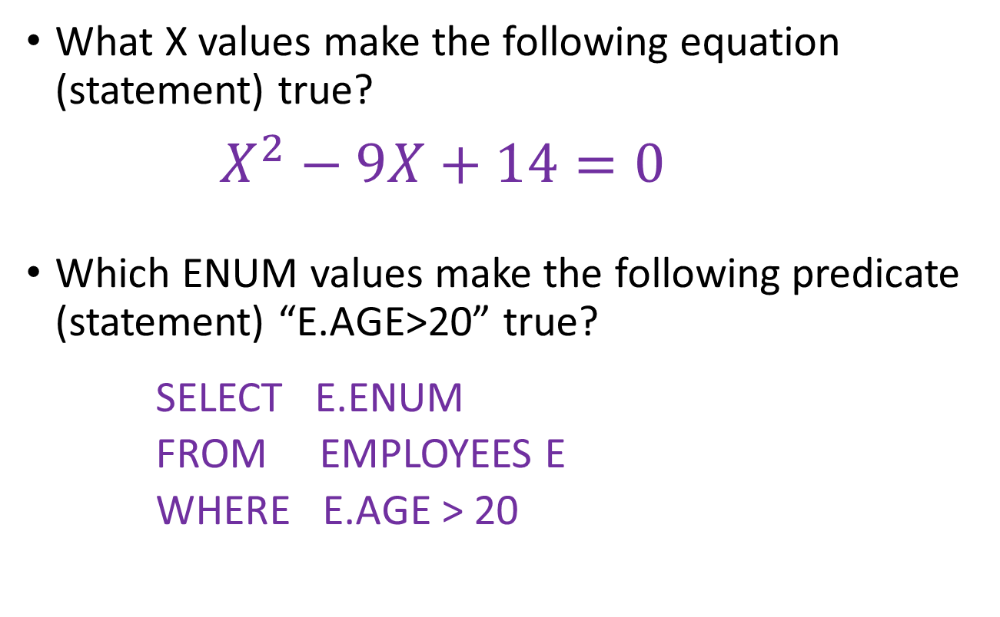 • What X values make the following equation
(statement) true?
X² − 9X + 14 = 0
• Which ENUM values make the following predicate
(statement) “E.AGE>20” true?
SELECT E.ENUM
FROM EMPLOYEES E
WHERE E.AGE > 20